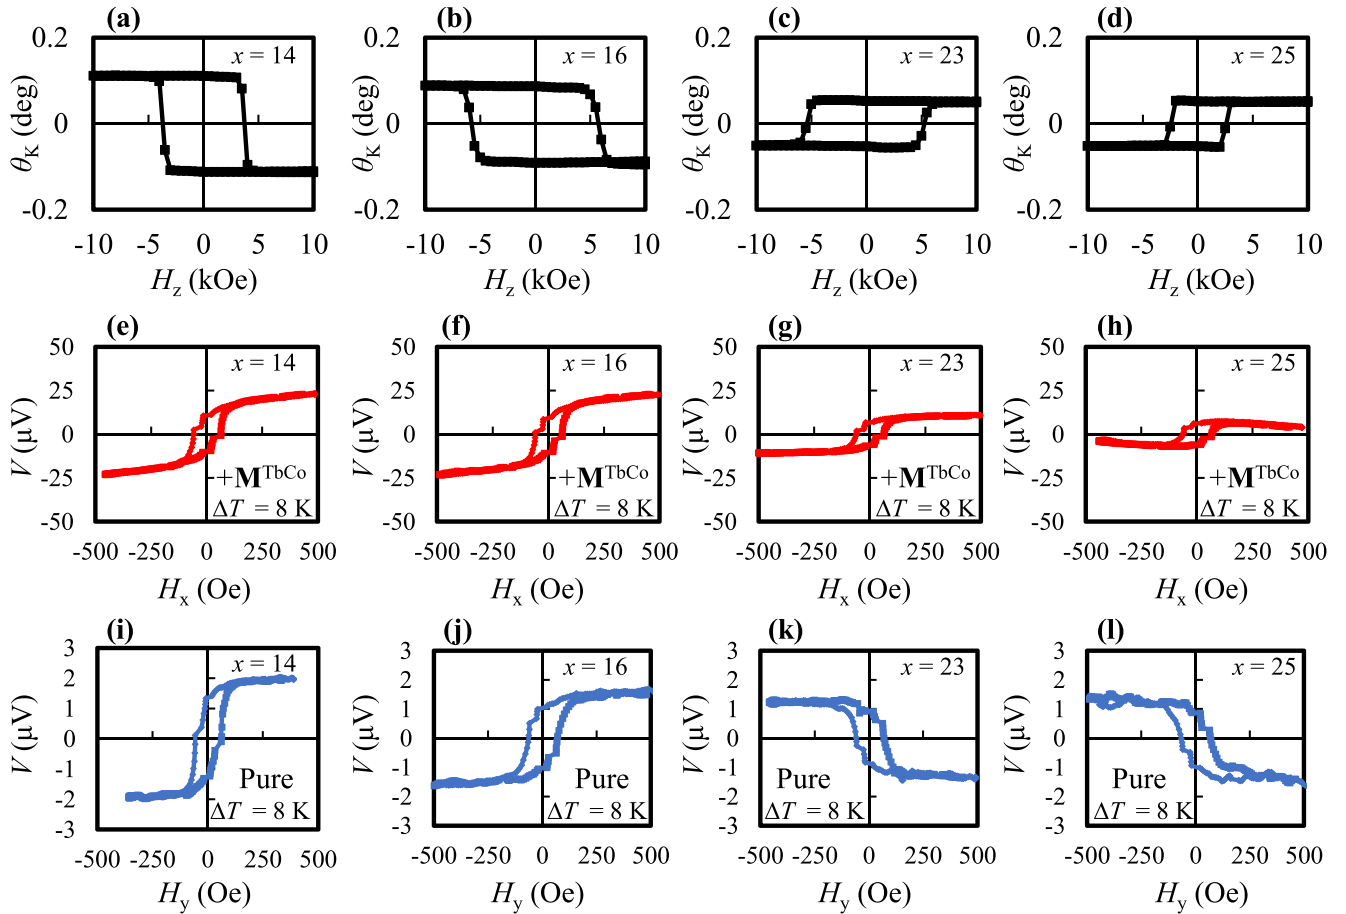 (a) (b) (c) (d)
0.2 0.2 0.2 0.2
x = 14 x = 16 x = 23 x = 25
θK (deg) θK (deg) θK (deg) θK (deg)
0 0 0 0
-0.2 -0.2 -0.2 -0.2
-10 -5 0 5 10 -10 -5 0 5 10 -10 -5 0 5 10 -10 -5 0 5 10
Hz (kOe) Hz (kOe) Hz (kOe) Hz (kOe)
(e) (f) (g) (h)
50 50 50 50
x = 14 x = 16 x = 23 x = 25
25 25 25 25
V (μV) V (μV) V (μV) V (μV)
0 0 0 0
-25 -25 -25 -25
+MTbCo +MTbCo +MTbCo +MTbCo
ΔT = 8 K ΔT = 8 K ΔT = 8 K ΔT = 8 K
-50 -50 -50 -50
-500 -250 0 250 500 -500 -250 0 250 500 -500 -250 0 250 500 -500 -250 0 250 500
Hx (Oe) Hx (Oe) Hx (Oe) Hx (Oe)
(i) (j) (k) (l)
3 3 3 3
x = 14 x = 16 x = 23 x = 25
2 2 2 2
1 1 1 1
V (μV) V (μV) V (μV) V (μV)
0 0 0 0
-1 -1 -1 -1
Pure Pure Pure Pure
-2 -2 -2 -2
ΔT = 8 K ΔT = 8 K ΔT = 8 K ΔT = 8 K
-3 -3 -3 -3
-500 -250 0 250 500 -500 -250 0 250 500 -500 -250 0 250 500 -500 -250 0 250 500
Hy (Oe) Hy (Oe) Hy (Oe) Hy (Oe)